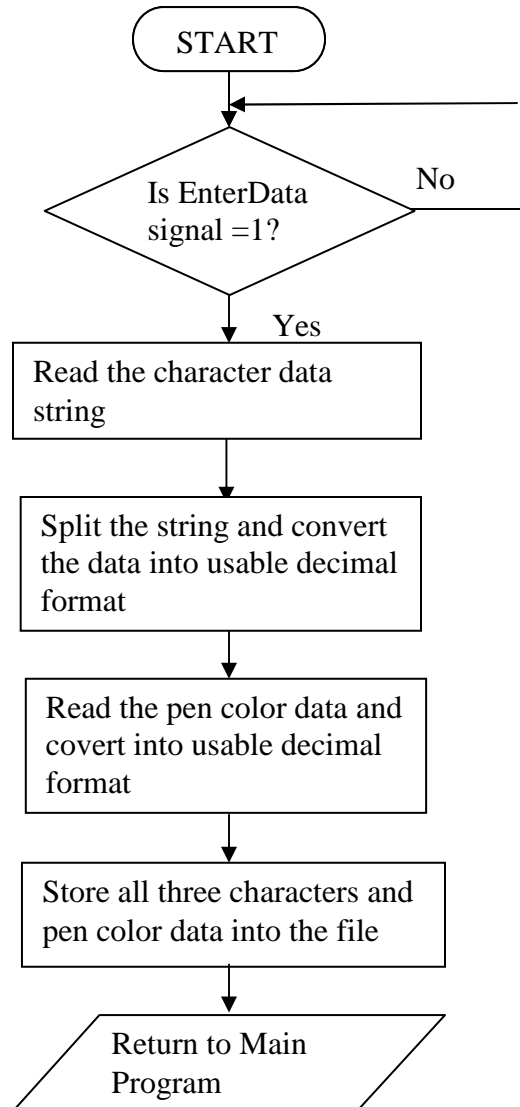 START
Is EnterData
signal =1?
No
Yes
Read the character data
string
Split the string and convert
the data into usable decimal
format
Read the pen color data and
covert into usable decimal
format
Store all three characters and
pen color data into the file
Return to Main
Program